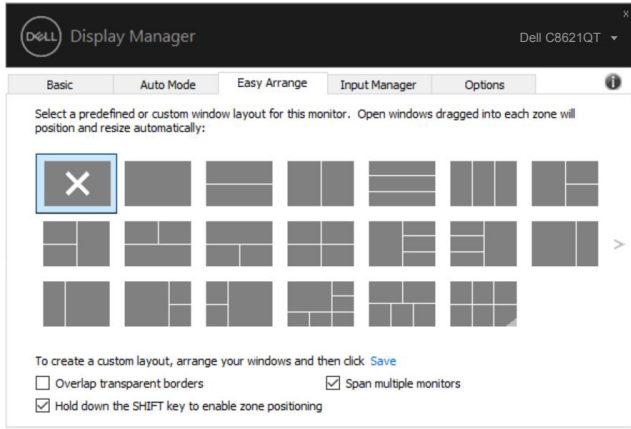 X
DELL Display Manager
Dell C8621QT
Basic Auto Mode Easy Arrange Input Manager Options
Select a predefined or custom window layout for this monitor. Open windows dragged into each zone will
position and resize automatically:
To create a custom layout, arrange your windows and then click Save
Overlap transparent borders Span multiple monitors
Hold down the SHIFT key to enable zone positioning